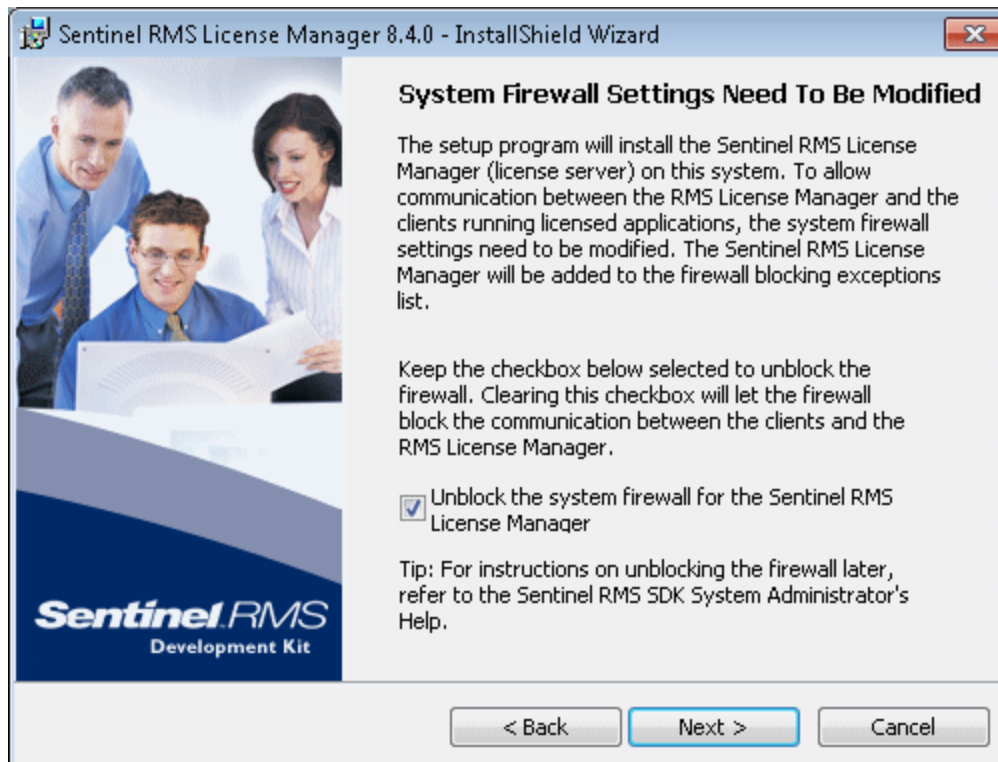 Sentinel RMS License Manager 8.4.0 - InstallShield Wizard
System Firewall Settings Need To Be Modified
The setup program will install the Sentinel RMS License
Manager (license server) on this system. To allow
communication between the RMS License Manager and the
clients running licensed applications, the system firewall
settings need to be modified. The Sentinel RMS License
Manager will be added to the firewall blocking exceptions
list.
Keep the checkbox below selected to unblock the
firewall. Clearing this checkbox will let the firewall
block the communication between the clients and the
RMS License Manager.
Unblock the system firewall for the Sentinel RMS
License Manager
Tip: For instructions on unblocking the firewall later,
refer to the Sentinel RMS SDK System Administrator's
Help.
Sentinel RMS
Development Kit
< Back
Next >
Cancel